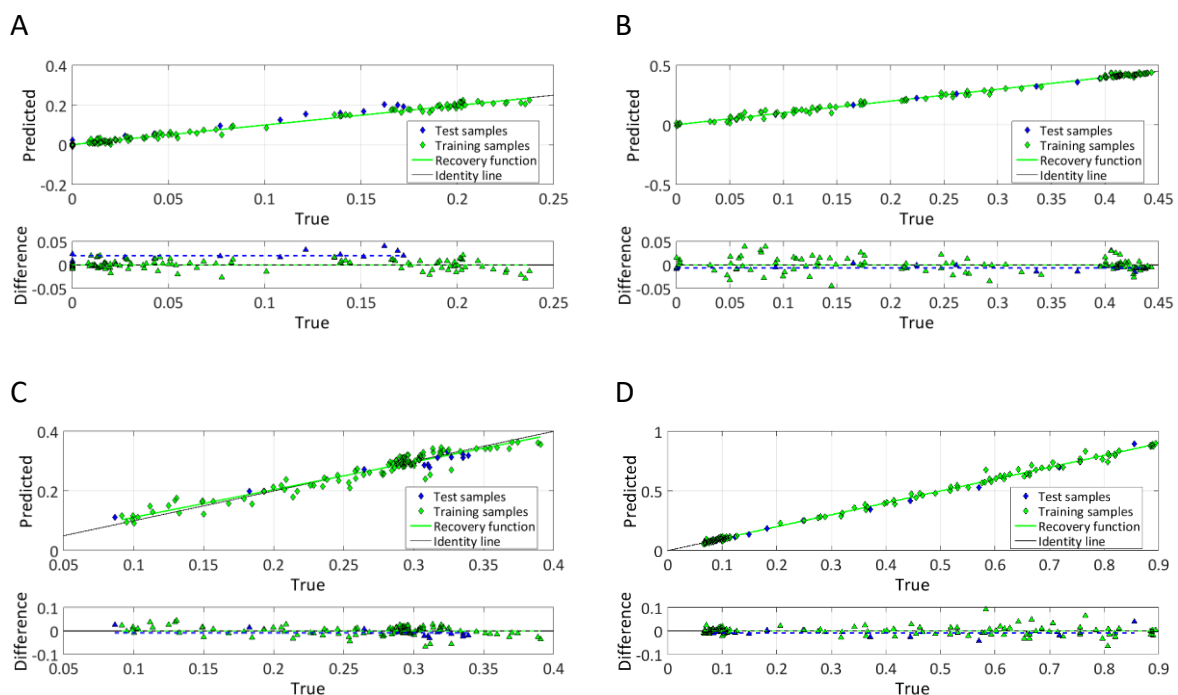 A
0.4
0.2
0
-0.2
Predicted
Test samples
Training samples
Recovery function
Identity line
0 0.05 0.1 0.15 0.2 0.25
True
0.05
0
-0.05
Difference
0 0.05 0.1 0.15 0.2 0.25
True
B
0.5
0
-0.5
Predicted
Test samples
Training samples
Recovery function
Identity line
0 0.05 0.1 0.15 0.2 0.25 0.3 0.35 0.4 0.45
True
0.05
0
-0.05
Difference
0 0.05 0.1 0.15 0.2 0.25 0.3 0.35 0.4 0.45
True
C
0.4
0.2
0
Predicted
Test samples
Training samples
Recovery function
Identity line
0.05 0.1 0.15 0.2 0.25 0.3 0.35 0.4
True
0.1
0
-0.1
Difference
0.05 0.1 0.15 0.2 0.25 0.3 0.35 0.4
True
D
1
0.5
0
Predicted
Test samples
Training samples
Recovery function
Identity line
0 0.1 0.2 0.3 0.4 0.5 0.6 0.7 0.8 0.9
True
0.1
0
-0.1
Difference
0 0.1 0.2 0.3 0.4 0.5 0.6 0.7 0.8 0.9
True